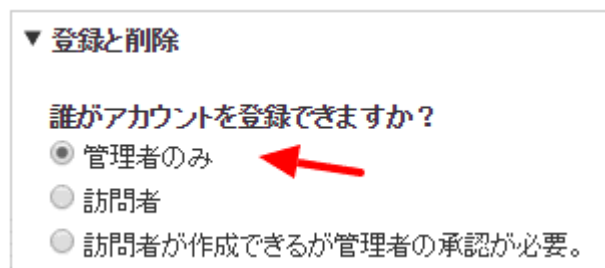 ▼ 登録と削除
誰がアカウントを登録できますか？
管理者のみ
訪問者
訪問者が作成できるが管理者の承認が必要。